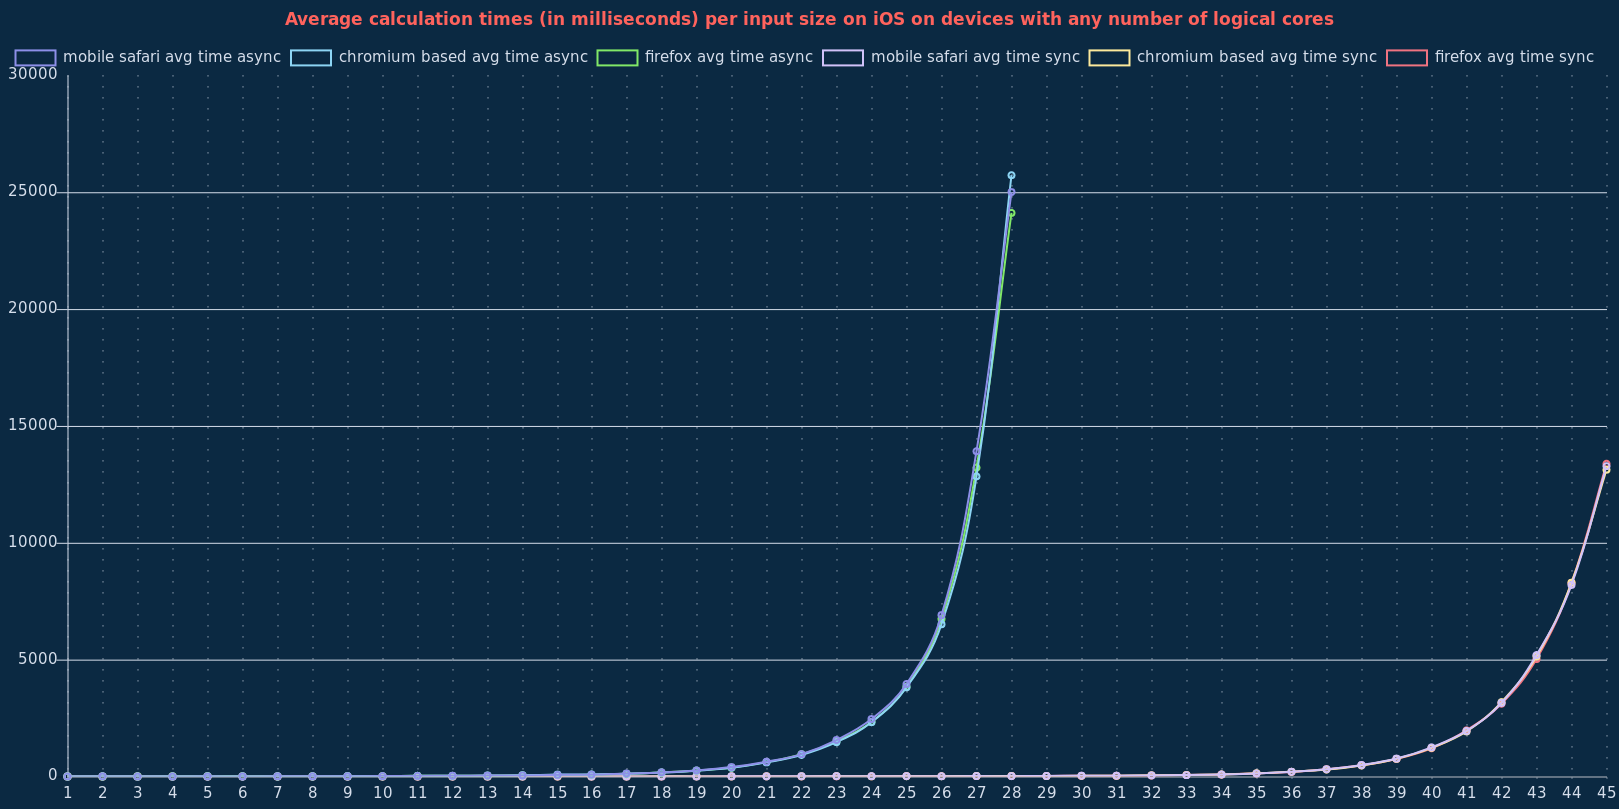 Average calculation times (in milliseconds) per input size on iOS on devices with any number of logical cores
mobile safari avg time async chromium based avg time async firefox avg time async mobile safari avg time sync chromium based avg time sync firefox avg time sync
30000
25000
20000
15000
10000
5000
0
1 2 3 4 5 6 7 8 9 10 11 12 13 14 15 16 17 18 19 20 21 22 23 24 25 26 27 28 29 30 31 32 33 34 35 36 37 38 39 40 41 42 43 44 45